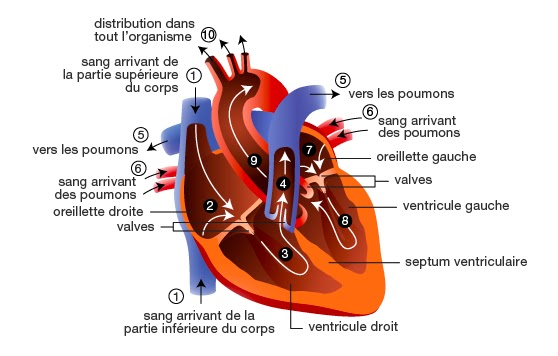 distribution dans
tout l'organisme
10
sang arrivant de
la partie supérieure
du corps
1
5
vers les poumons
5
vers les poumons
6
sang arrivant
des poumons
6
sang arrivant
des poumons
7
oreillette gauche
9
4
valves
oreillette droite
2
ventricule gauche
8
valves
3
septum ventriculaire
1
sang arrivant de la
partie inférieure du corps
ventricule droit